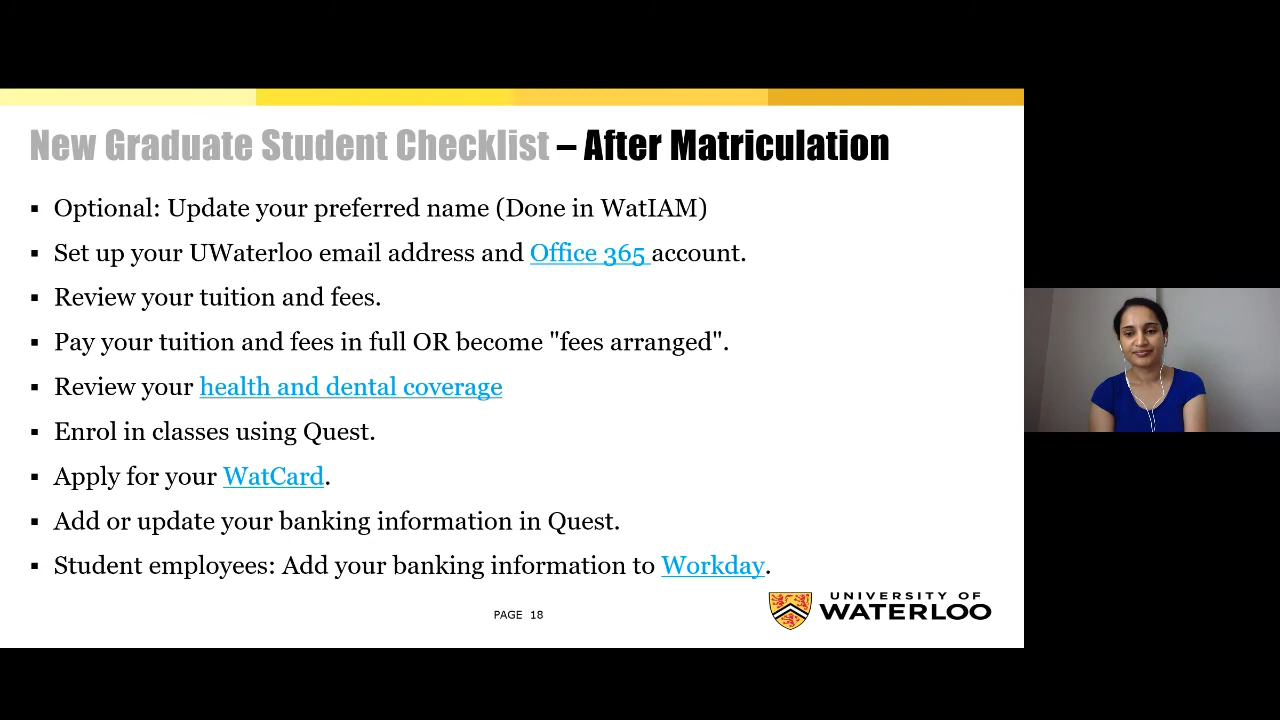 New Graduate Student Checklist – After Matriculation
▪ Optional: Update your preferred name (Done in WatIAM)
▪ Set up your UWaterloo email address and Office 365 account.
▪ Review your tuition and fees.
▪ Pay your tuition and fees in full OR become "fees arranged".
▪ Review your health and dental coverage
▪ Enrol in classes using Quest.
▪ Apply for your WatCard.
▪ Add or update your banking information in Quest.
▪ Student employees: Add your banking information to Workday.
PAGE 18
UNIVERSITY OF
WATERLOO